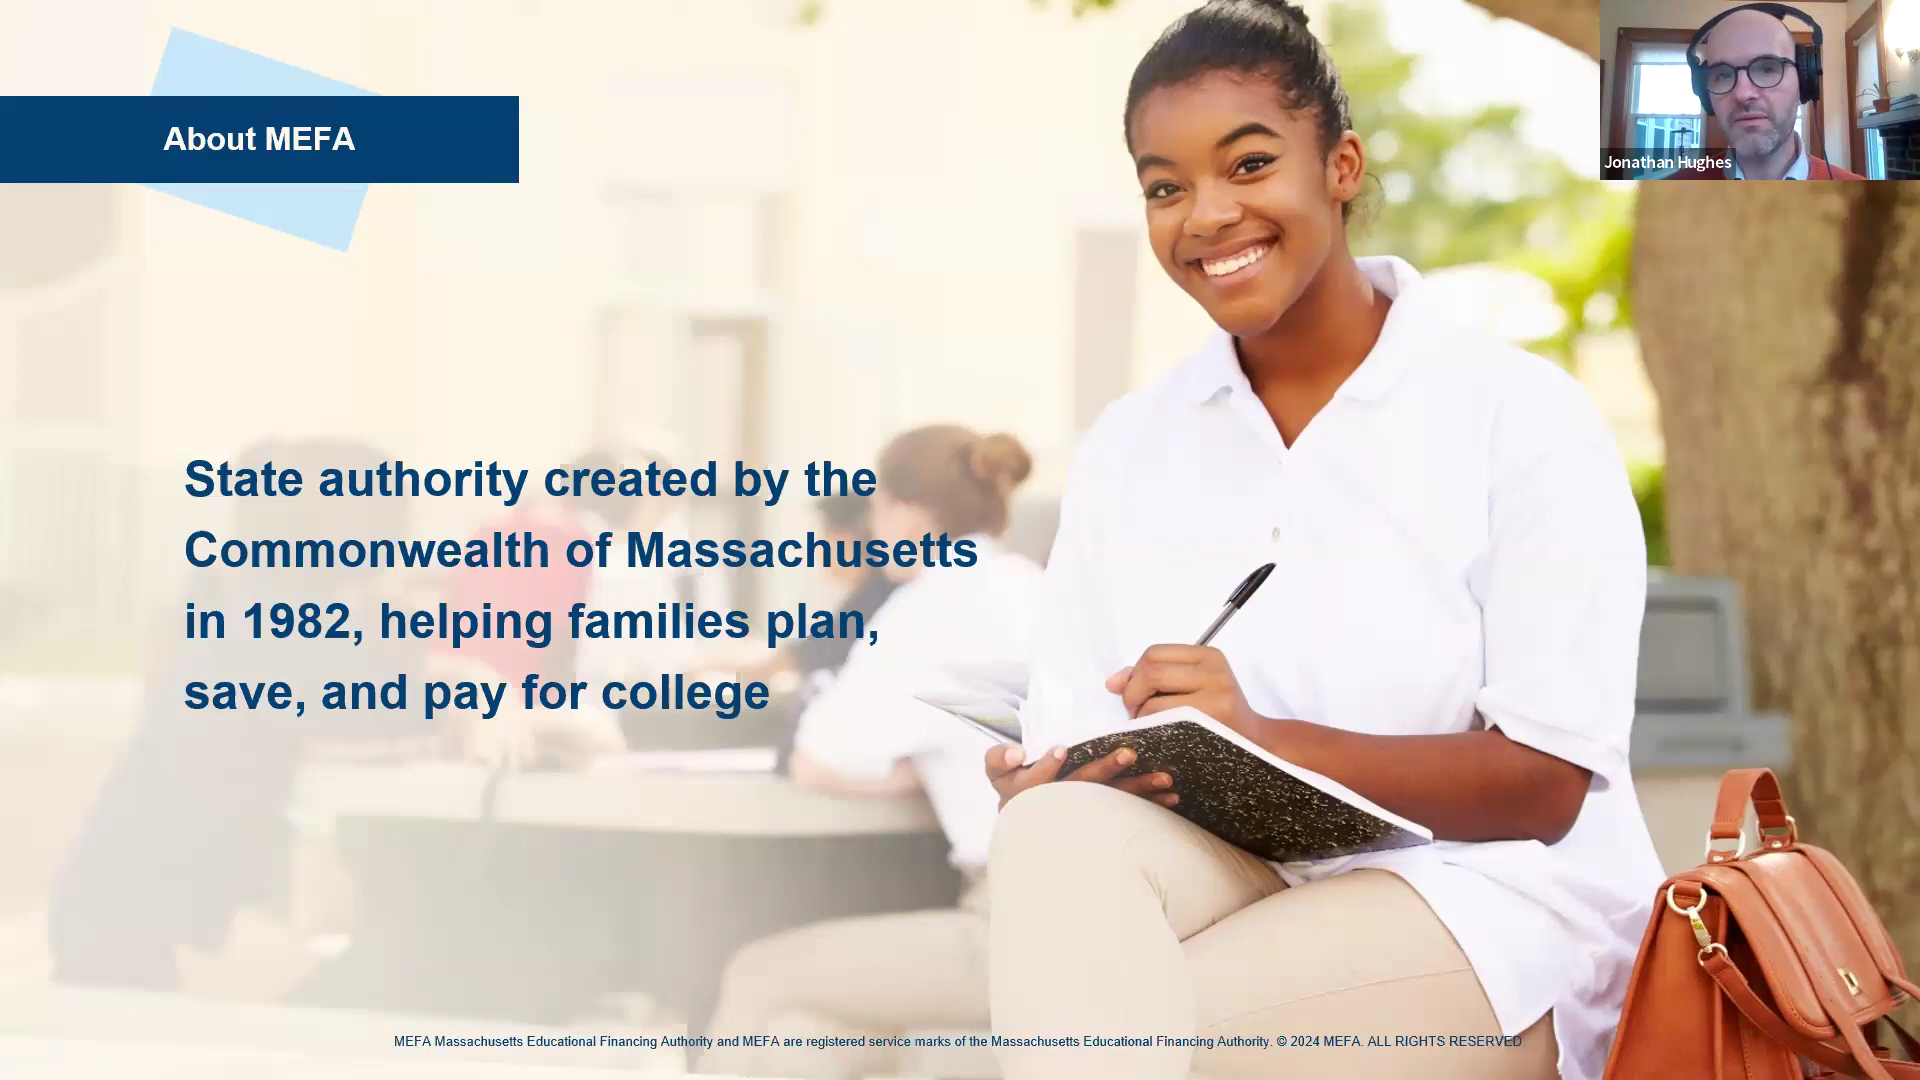 About MEFA
Jonathan Hughes
State authority created by the
Commonwealth of Massachusetts
in 1982, helping families plan,
save, and pay for college
MEFA Massachusetts Educational Financing Authority and MEFA are registered service marks of the Massachusetts Educational Financing Authority. © 2024 MEFA. ALL RIGHTS RESERVED.